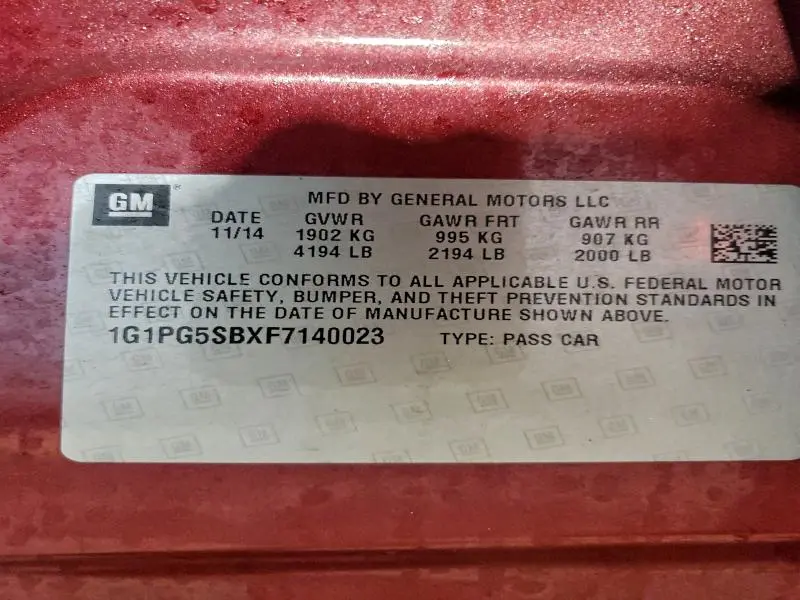 GM®
MFD BY GENERAL MOTORS LLC
DATE GVWR GAWR FRT GAWR RR
11/14 1902 KG 995 KG 907 KG
4194 LB 2194 LB 2000 LB
THIS VEHICLE CONFORMS TO ALL APPLICABLE U.S. FEDERAL MOTOR
VEHICLE SAFETY, BUMPER, AND THEFT PREVENTION STANDARDS IN
EFFECT ON THE DATE OF MANUFACTURE SHOWN ABOVE.
1G1PG5SBXF7140023 TYPE: PASS CAR